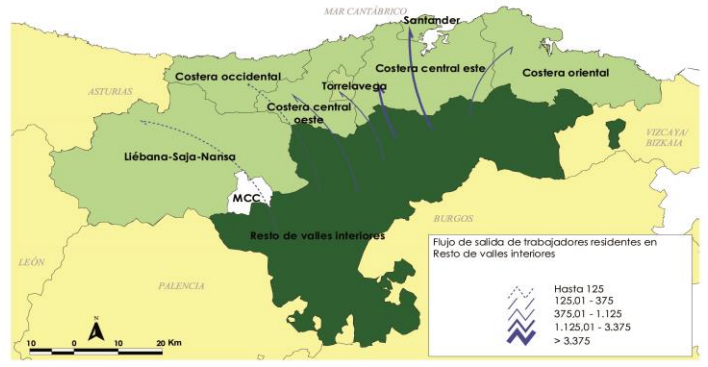 MAR CANTÁBRICO
Santander
Costera occidental
Torrelavega
Costera central este
Costera oriental
ASTURIAS
Costera central
oeste
VIZCAYA/
BIZKAIA
Liébana-Saja-Nansa
MCC
BURGOS
Resto de valles interiores
LEÓN
PALENCIA
Flujo de salida de trabajadores residentes en
Resto de valles interiores
Hasta 125
125,01 - 375
375,01 - 1.125
1.125,01 - 3.375
> 3.375
N
10 0 10 20 Km